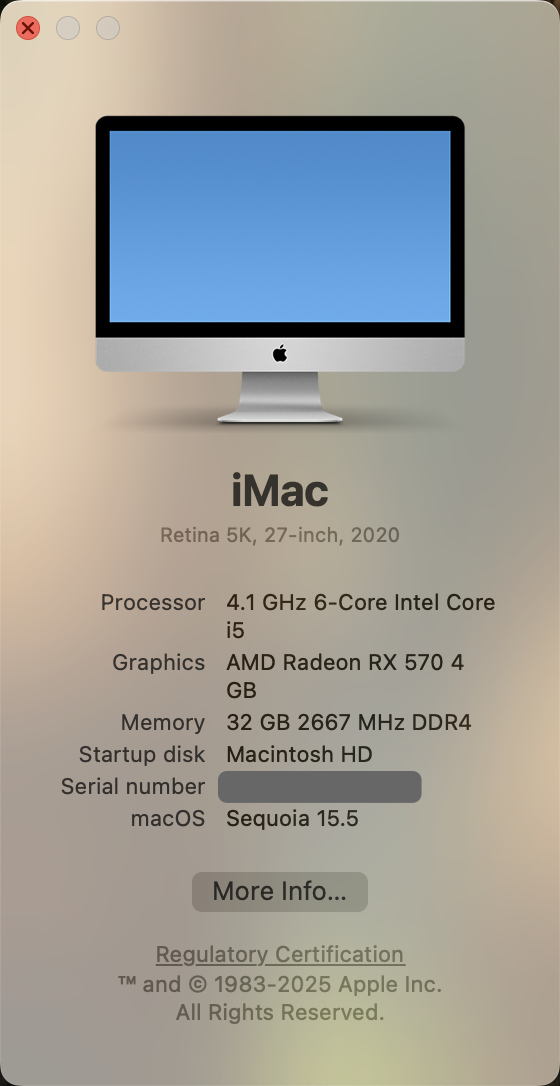 iMac
Retina 5K, 27-inch, 2020
Processor 4.1 GHz 6-Core Intel Core
i5
Graphics AMD Radeon RX 570 4
GB
Memory 32 GB 2667 MHz DDR4
Startup disk Macintosh HD
Serial number
macOS Sequoia 15.5
More Info...
Regulatory Certification
™ and © 1983-2025 Apple Inc.
All Rights Reserved.